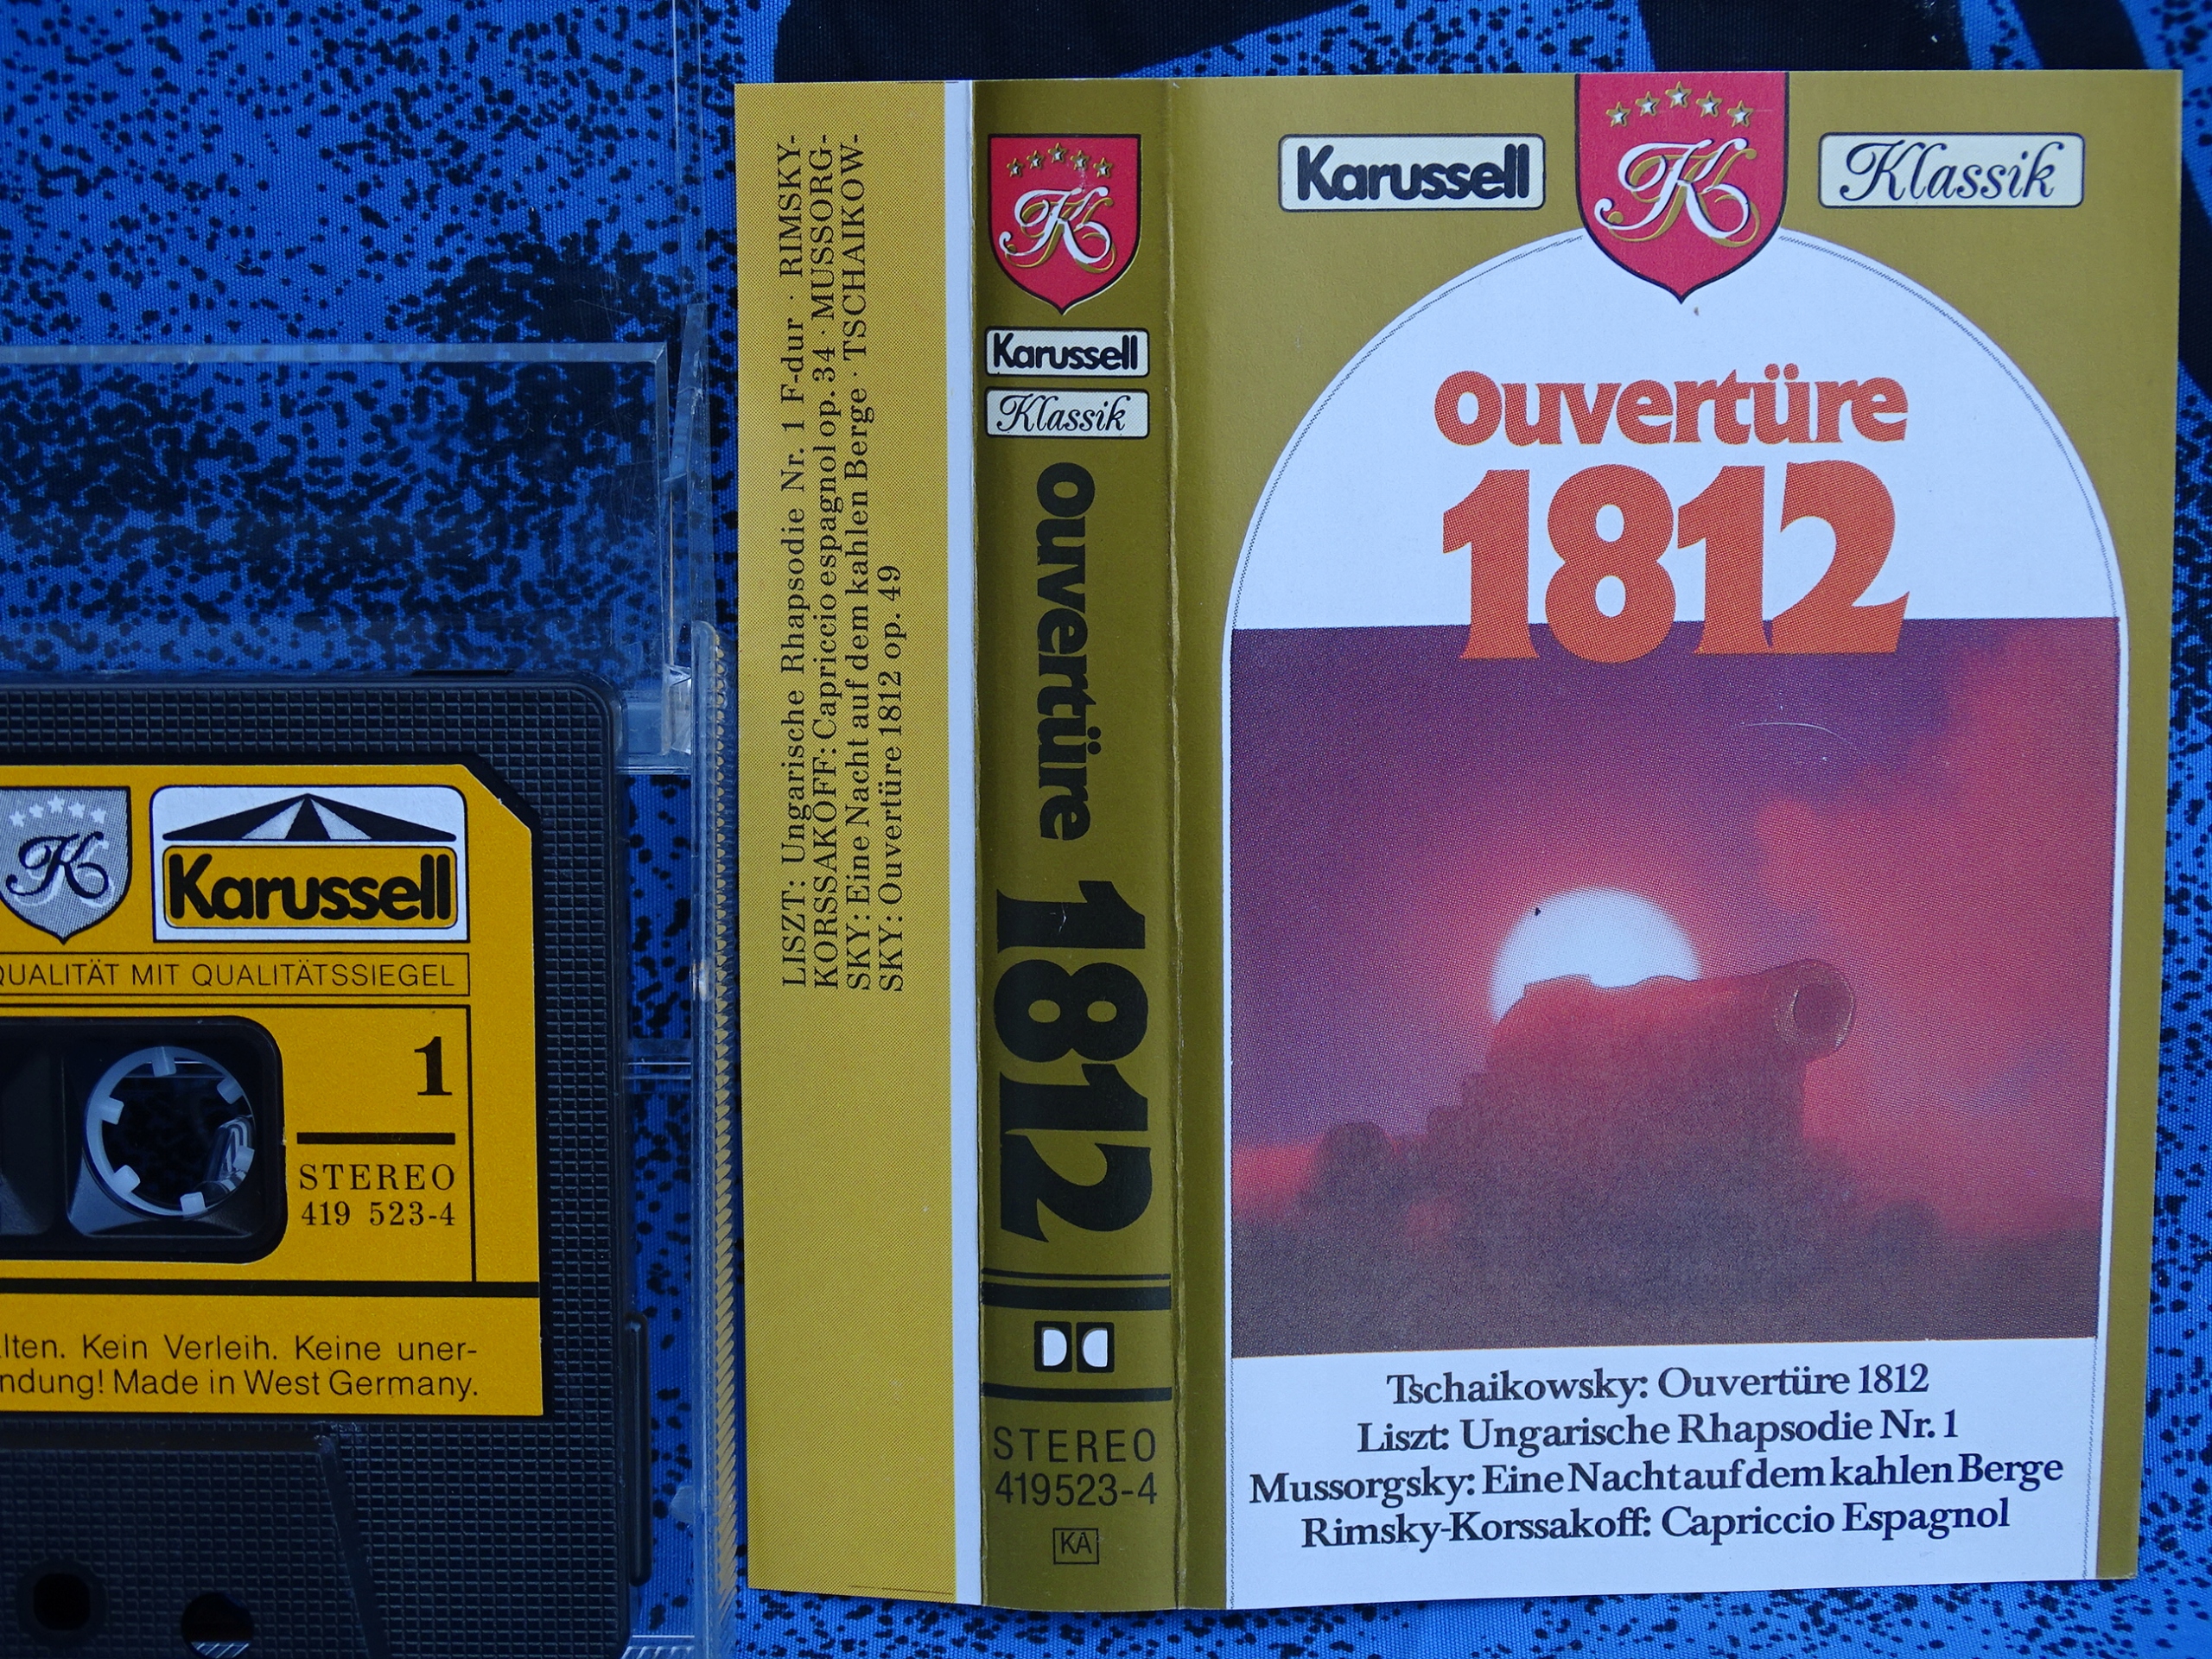 K
Karussell
QUALITÄT MIT QUALITÄTSSIEGEL
1
STEREO
419 523-4
lten. Kein Verleih. Keine uner-
ndung! Made in West Germany.
LISZT: Ungarische Rhapsodie Nr. 1 F-dur · RIMSKY-
KORSSAKOFF: Capriccio espagnol op. 34 · MUSSORG-
SKY: Eine Nacht auf dem kahlen Berge · TSCHAIKOW-
SKY: Ouvertüre 1812 op. 49
K
Karussell
Klassik
ouvertüre 1812
STEREO
419523-4
KA
Karussell
K
Klassik
ouvertüre
1812
Tschaikowsky: Ouvertüre 1812
Liszt: Ungarische Rhapsodie Nr. 1
Mussorgsky: Eine Nacht auf dem kahlen Berge
Rimsky-Korssakoff: Capriccio Espagnol